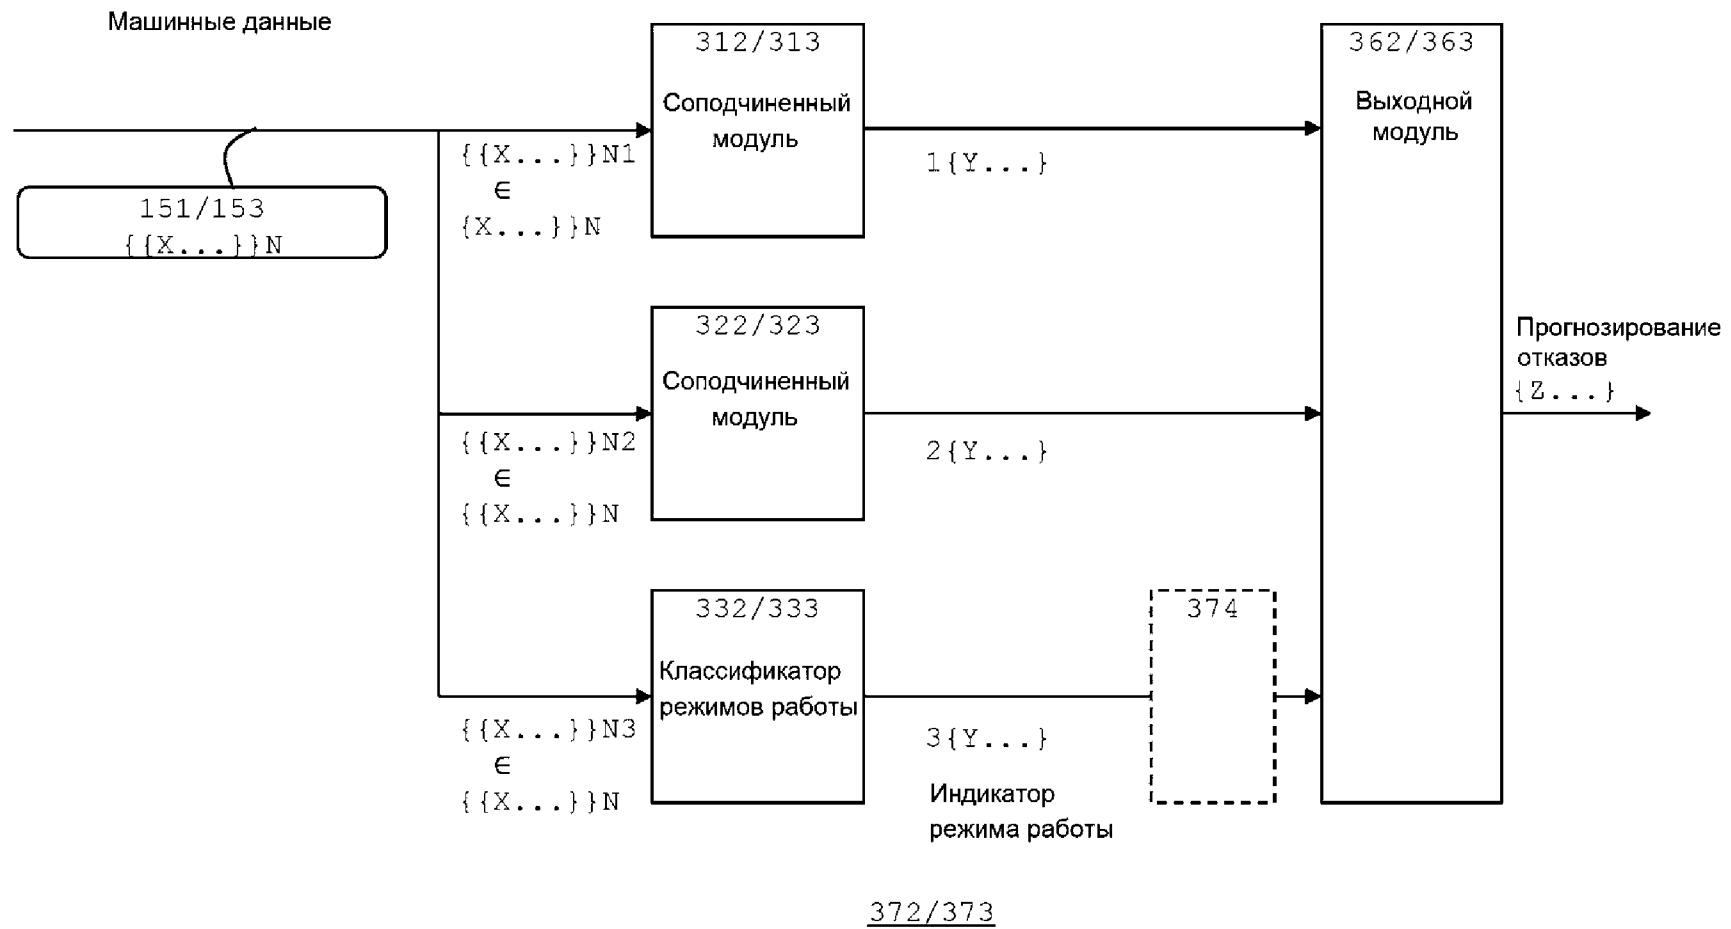 Машинные данные
151/153
{{X...}}N
{{X...}}N1
∈
{X...}}N
312/313
Соподчиненный
модуль
1{Y...}
362/363
Выходной
модуль
{{X...}}N2
∈
{{X...}}N
322/323
Соподчиненный
модуль
2{Y...}
Прогнозирование
отказов
{Z...}
{{X...}}N3
∈
{{X...}}N
332/333
Классификатор
режимов работы
3{Y...}
Индикатор
режима работы
374
372/373